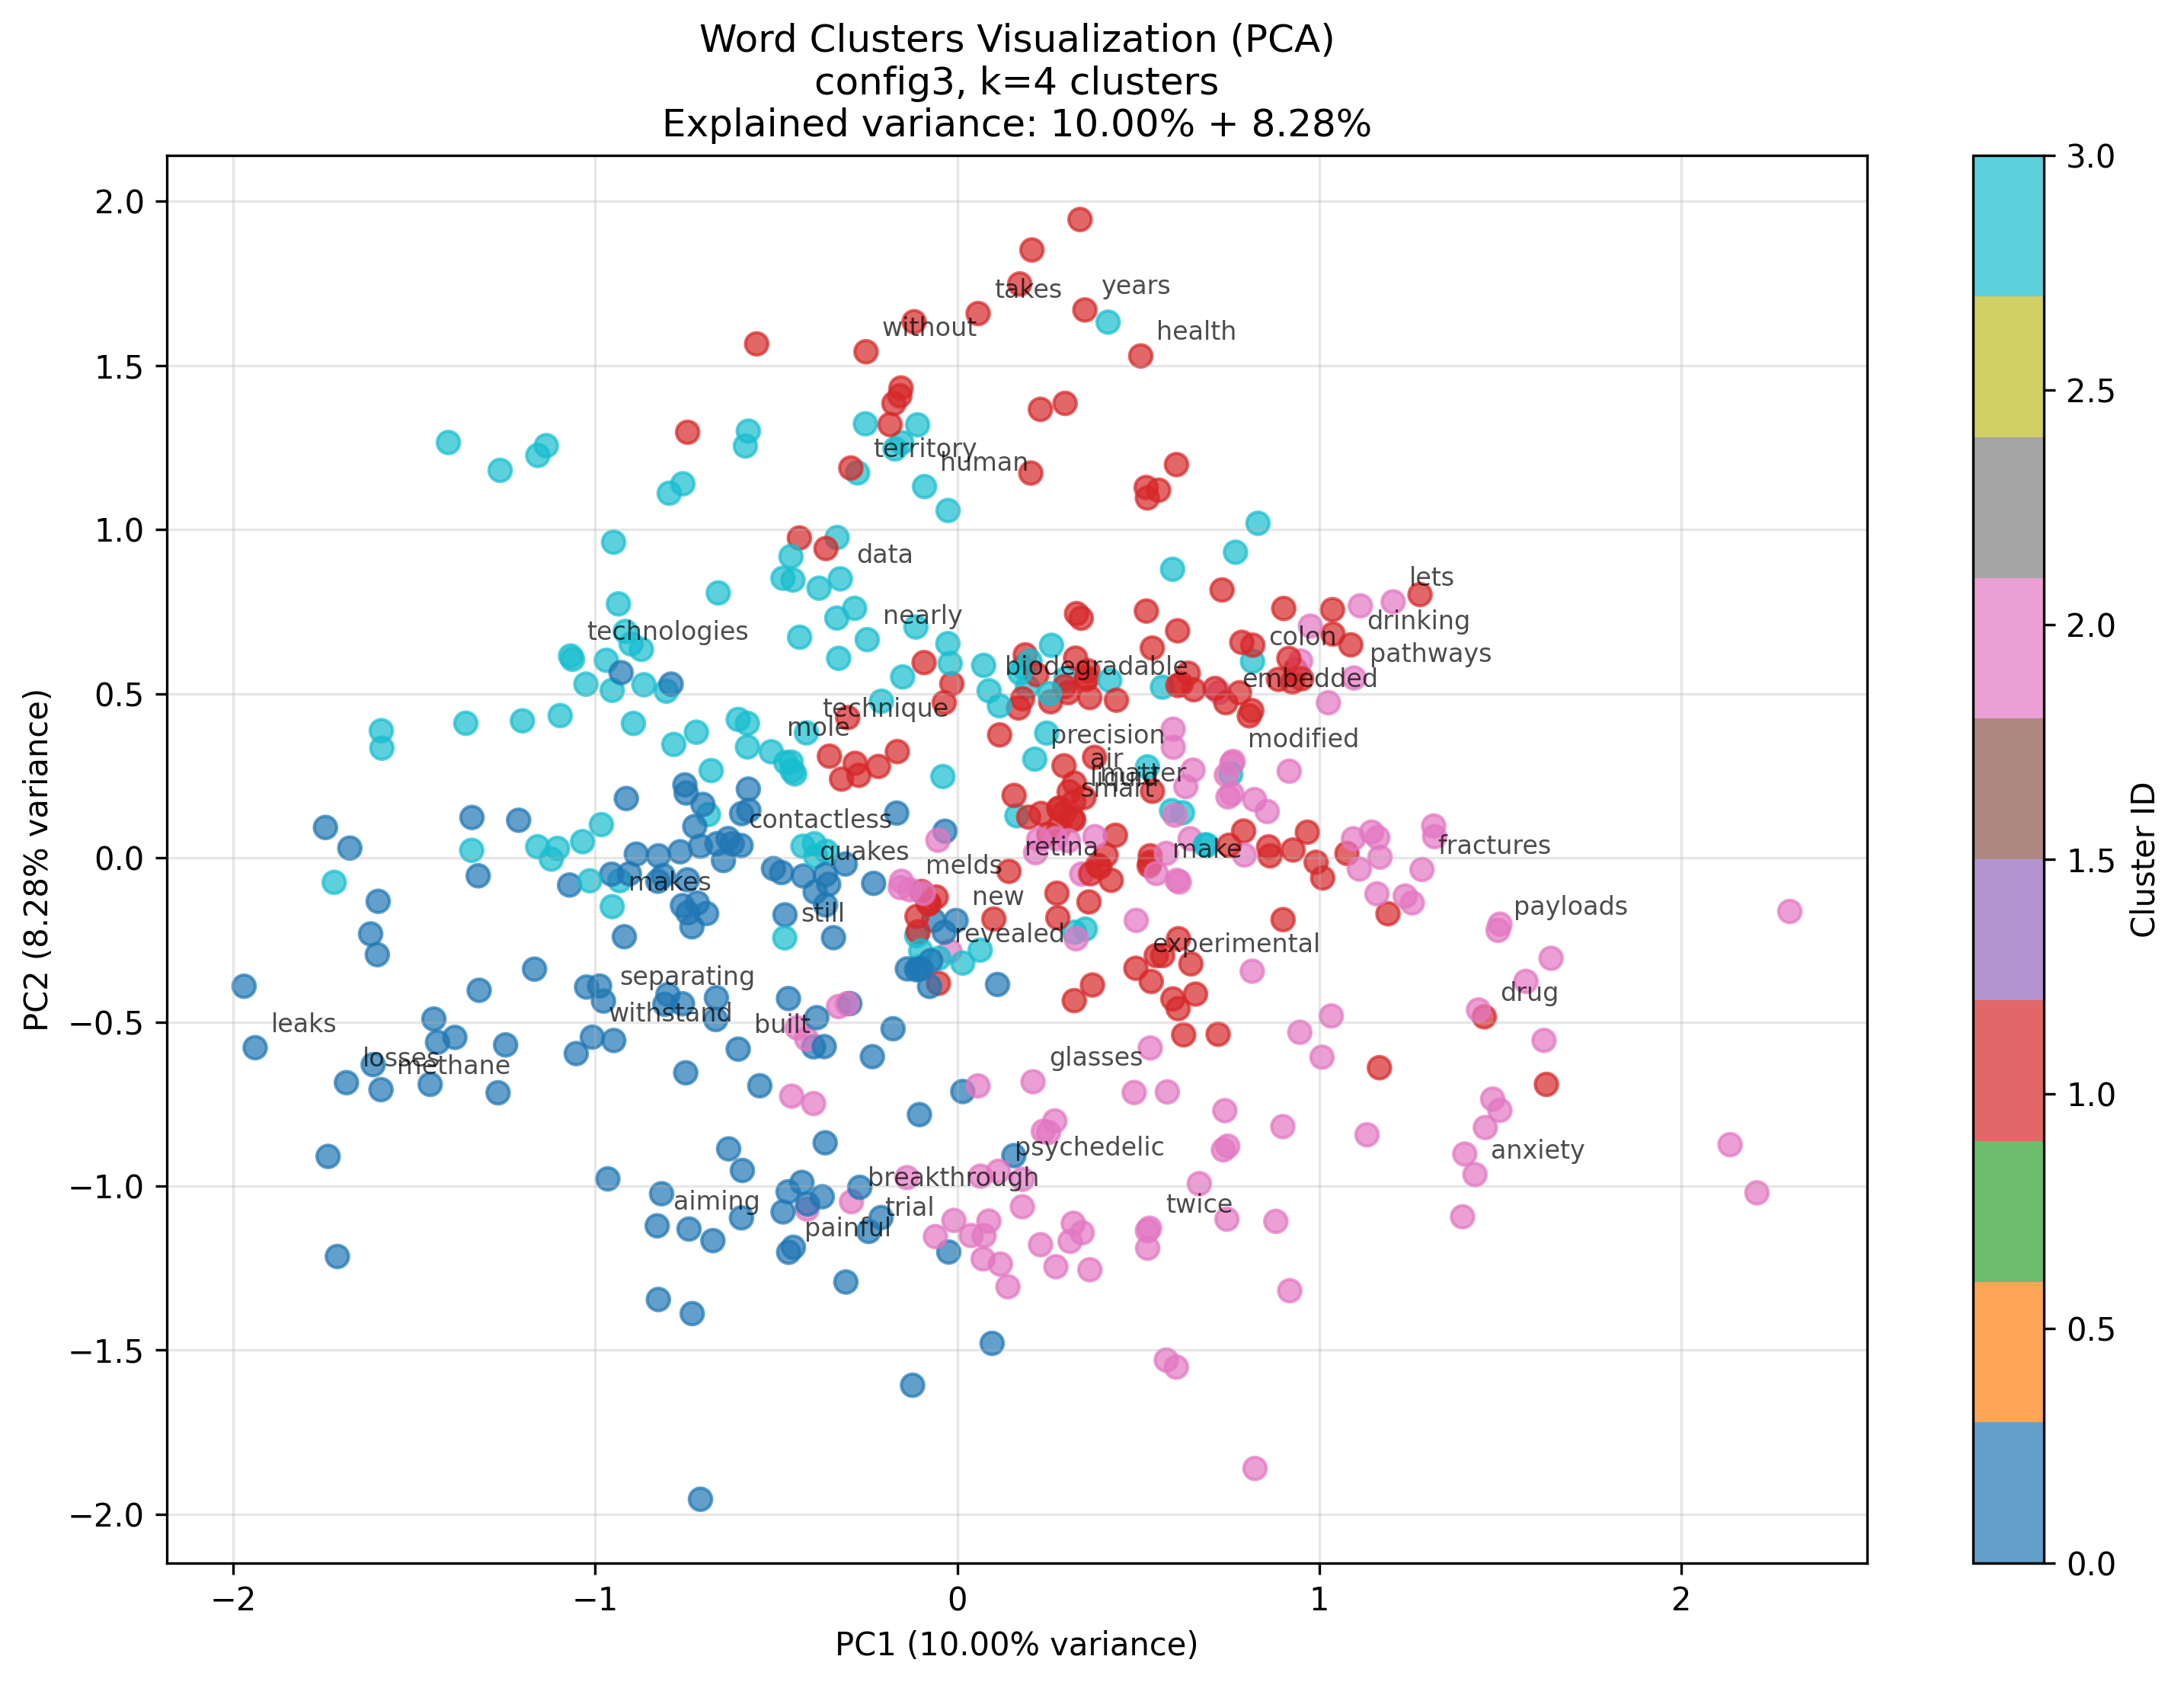 Word Clusters Visualization (PCA)
config3, k=4 clusters
Explained variance: 10.00% + 8.28%
3.0
2.5
2.0
1.5
1.0
0.5
0.0
Cluster ID
2.0
1.5
1.0
0.5
0.0
−0.5
−1.0
−1.5
−2.0
PC2 (8.28% variance)
years
takes
health
without
territory
human
data
lets
nearly
drinking
technologies
colon
pathways
biodegradable
embedded
technique
mole
precision
modified
air
matter
liquid
smart
contactless
quakes
retina
make
fractures
melds
makes
new
still
payloads
revealed
experimental
separating
drug
withstand
built
leaks
losses
methane
glasses
psychedelic
anxiety
breakthrough
aiming
trial
twice
painful
−2
−1
0
1
2
PC1 (10.00% variance)